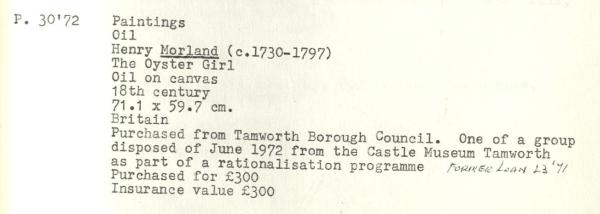 P. 30'72 Paintings
Oil
Henry Morland (c.1730-1797)
The Oyster Girl
Oil on canvas
18th century
71.1 x 59.7 cm.
Britain
Purchased from Tamworth Borough Council. One of a group
disposed of June 1972 from the Castle Museum Tamworth
as part of a rationalisation programme FORMER LOAN L3'71
Purchased for £300
Insurance value £300